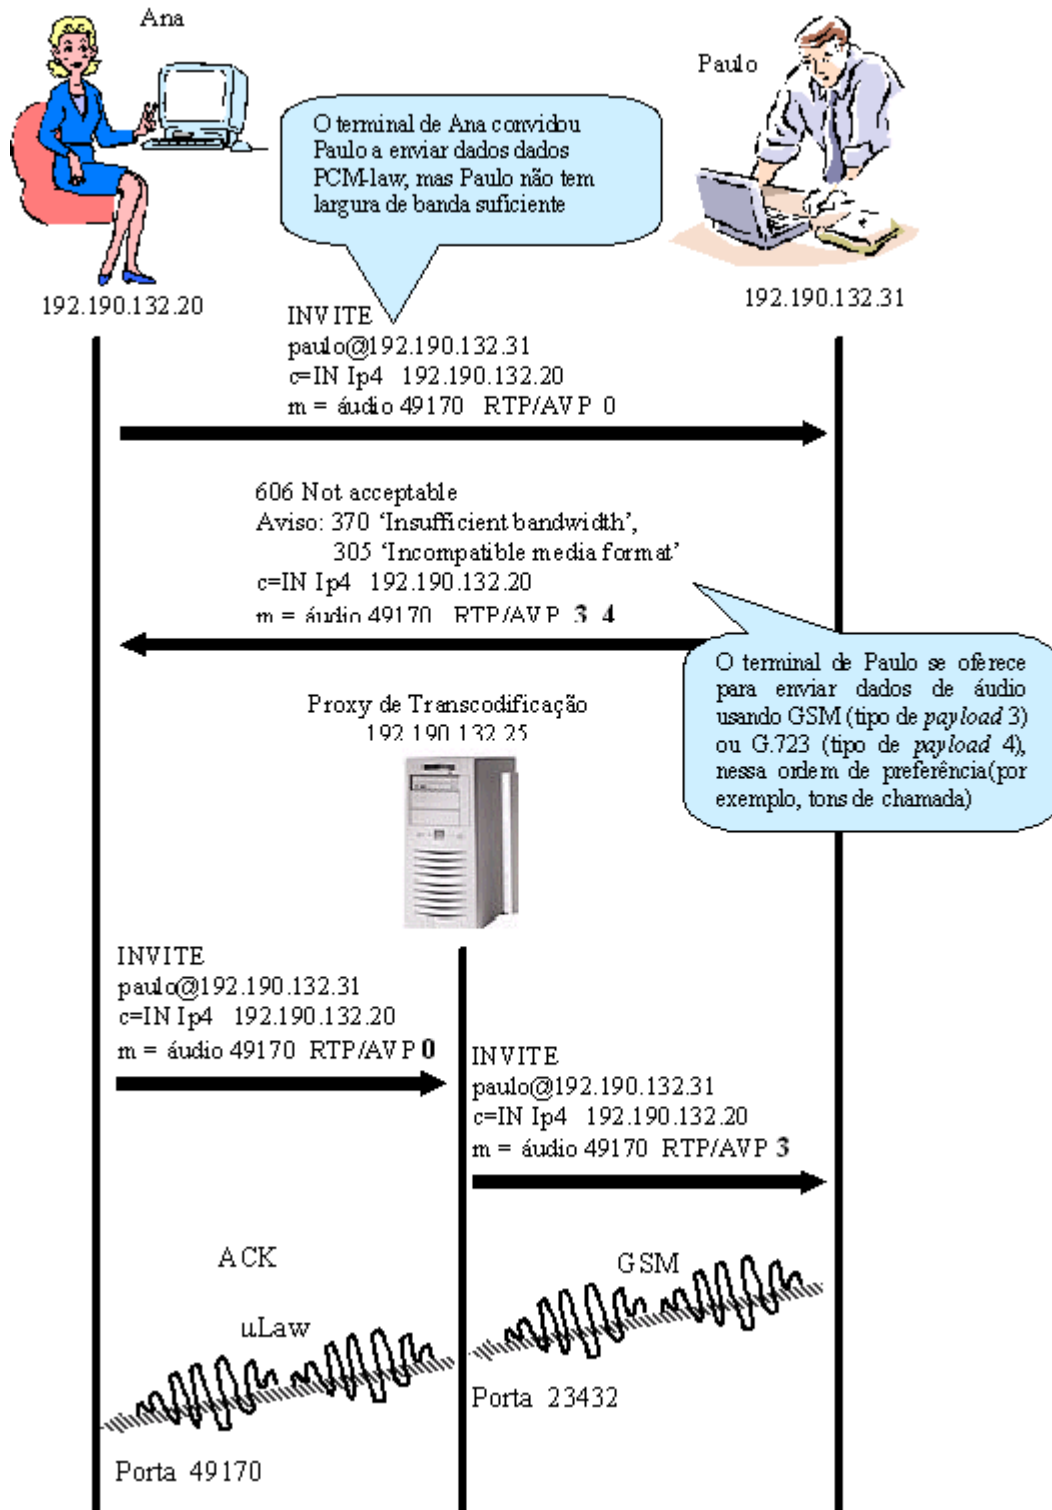 Ana
Paulo
O terminal de Ana convidou
Paulo a enviar dados dados
PCM-law, mas Paulo não tem
largura de banda suficiente
192.190.132.20
192.190.132.31
INVITE
paulo@192.190.132.31
c=IN Ip4 192.190.132.20
m = áudio 49170 RTP/AVP 0
606 Not acceptable
Aviso: 370 ‘Insufficient bandwidth’,
305 ‘Incompatible media format’
c=IN Ip4 192.190.132.20
m = áudio 49170 RTP/AVP 3 4
O terminal de Paulo se oferece
para enviar dados de áudio
usando GSM (tipo de payload 3)
ou G.723 (tipo de payload 4),
nessa ordem de preferência(por
exemplo, tons de chamada)
Proxy de Transcodificação
192.190.132.25
INVITE
paulo@192.190.132.31
c=IN Ip4 192.190.132.20
m = áudio 49170 RTP/AVP 0
INVITE
paulo@192.190.132.31
c=IN Ip4 192.190.132.20
m = áudio 49170 RTP/AVP 3
ACK
GSM
µLaw
Porta 23432
Porta 49170